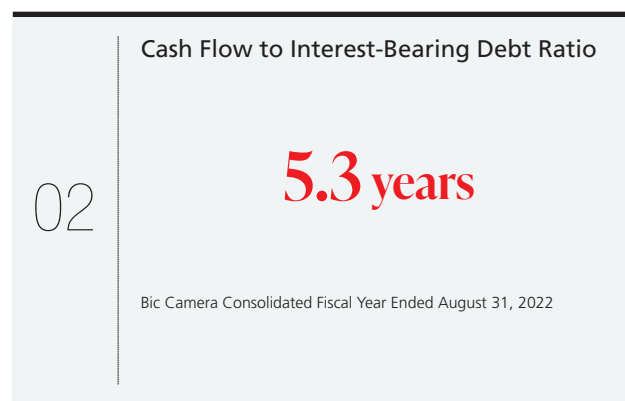 Cash Flow to Interest-Bearing Debt Ratio
5.3 years
02
Bic Camera Consolidated Fiscal Year Ended August 31, 2022